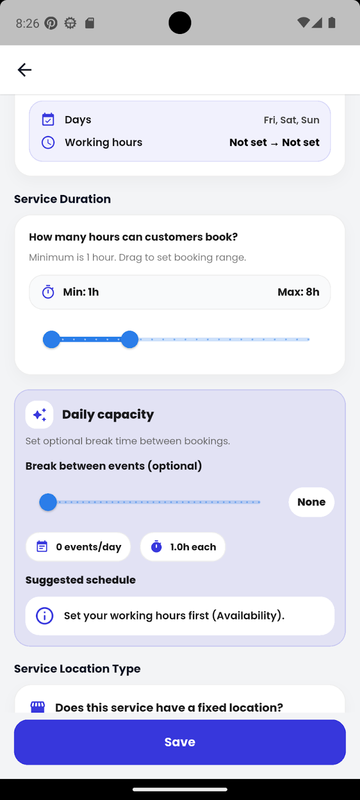 8:26
Days
Fri, Sat, Sun
Working hours
Not set → Not set
Service Duration
How many hours can customers book?
Minimum is 1 hour. Drag to set booking range.
Min: 1h
Max: 8h
Daily capacity
Set optional break time between bookings.
Break between events (optional)
None
0 events/day
1.0h each
Suggested schedule
Set your working hours first (Availability).
Service Location Type
Does this service have a fixed location?
Save